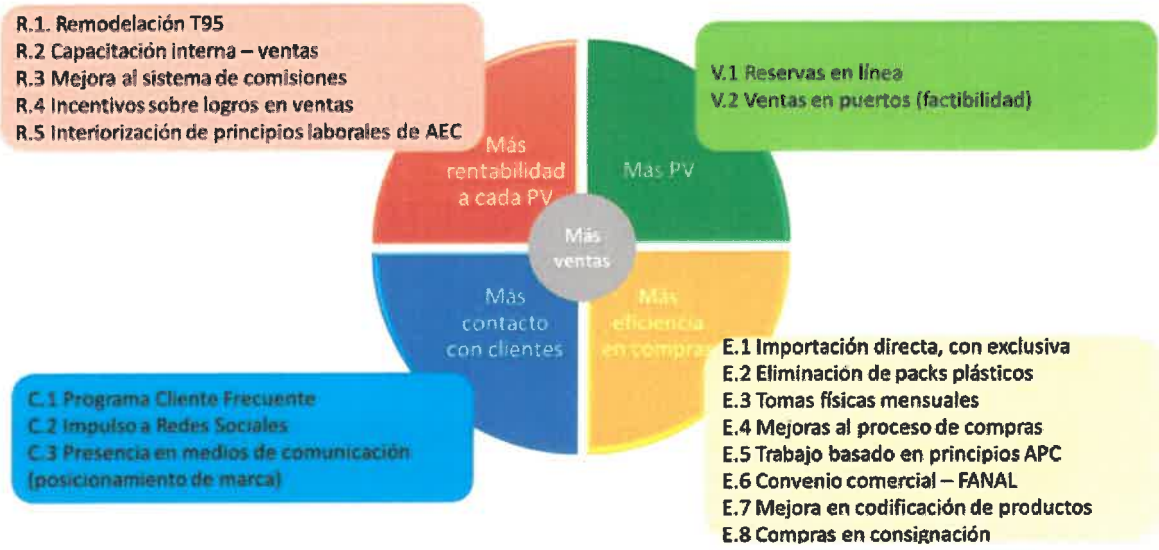 R.1. Remodelación T95
R.2 Capacitación interna – ventas
R.3 Mejora al sistema de comisiones
R.4 Incentivos sobre logros en ventas
R.5 Interiorización de principios laborales de AEC
V.1 Reservas en línea
V.2 Ventas en puertos (factibilidad)
Más
rentabilidad
a cada PV
Más PV
Más
ventas
Más
contacto
con clientes
Más
eficiencia
en compras
C.1 Programa Cliente Frecuente
C.2 Impulso a Redes Sociales
C.3 Presencia en medios de comunicación
(posicionamiento de marca)
E.1 Importación directa, con exclusiva
E.2 Eliminación de packs plásticos
E.3 Tomas físicas mensuales
E.4 Mejoras al proceso de compras
E.5 Trabajo basado en principios APC
E.6 Convenio comercial – FANAL
E.7 Mejora en codificación de productos
E.8 Compras en consignación